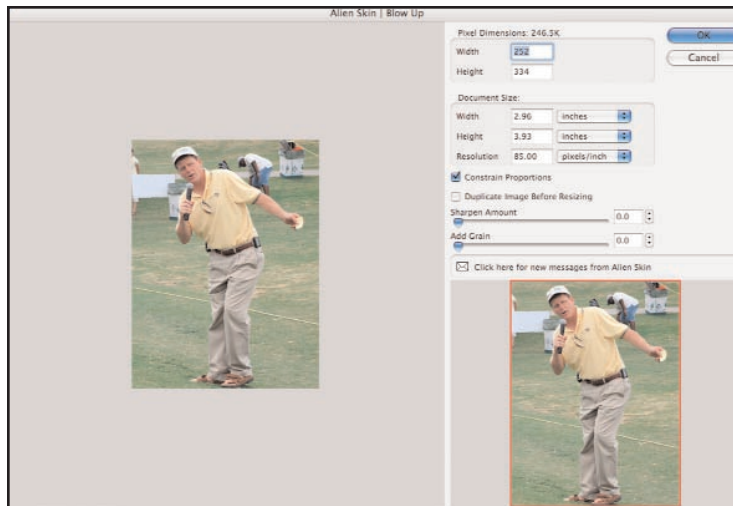 Alien Skin | Blow Up
Pixel Dimensions: 246.5K
Width 252
Height 334
OK
Cancel
Document Size:
Width 2.96 inches
Height 3.93 inches
Resolution 85.00 pixels/inch
Constrain Proportions
Duplicate Image Before Resizing
Sharpen Amount 0.0
Add Grain 0.0
Click here for new messages from Alien Skin